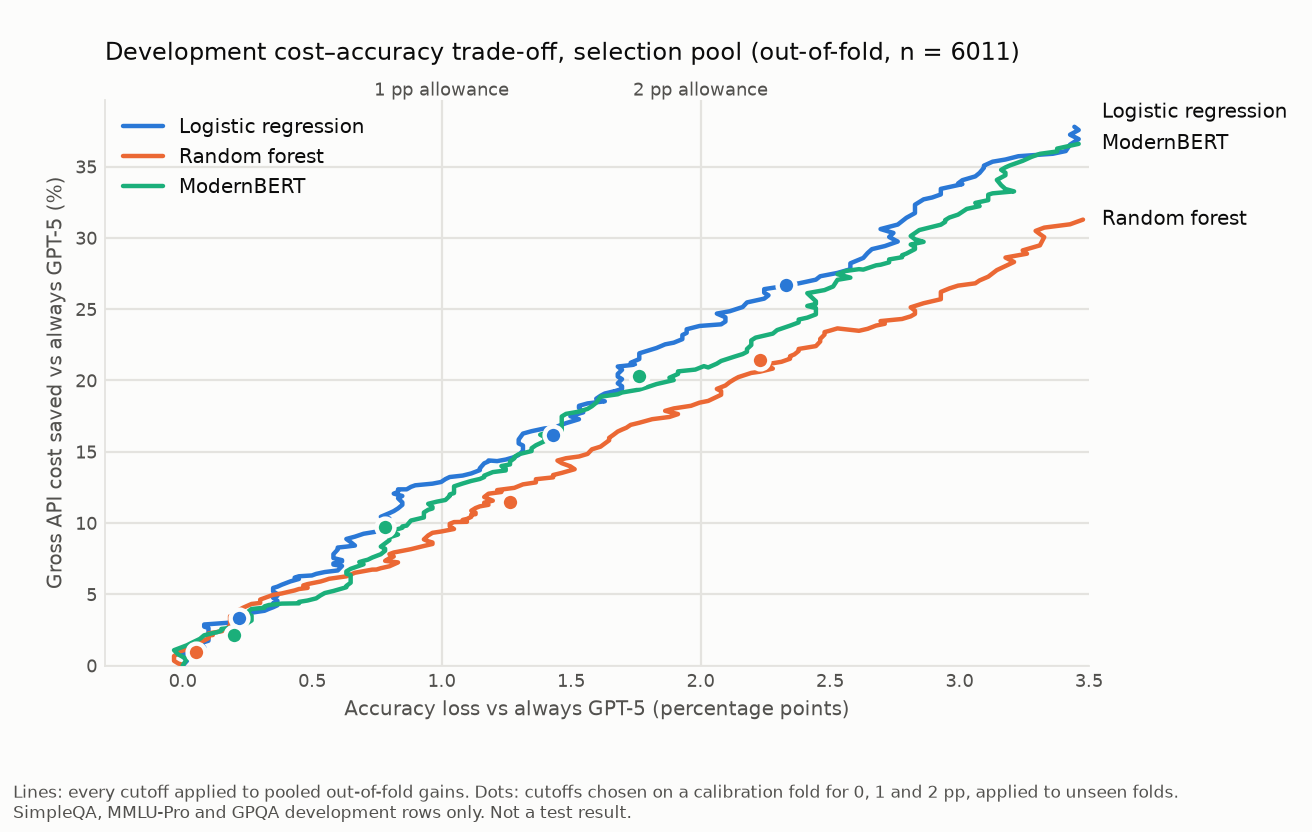 Development cost–accuracy trade-off, selection pool (out-of-fold, n = 6011)
1 pp allowance
2 pp allowance
Logistic regression
Random forest
ModernBERT
Logistic regression
ModernBERT
Random forest
Gross API cost saved vs always GPT-5 (%)
35
30
25
20
15
10
5
0
0.0
0.5
1.0
1.5
2.0
2.5
3.0
3.5
Accuracy loss vs always GPT-5 (percentage points)
Lines: every cutoff applied to pooled out-of-fold gains. Dots: cutoffs chosen on a calibration fold for 0, 1 and 2 pp, applied to unseen folds.
SimpleQA, MMLU-Pro and GPQA development rows only. Not a test result.